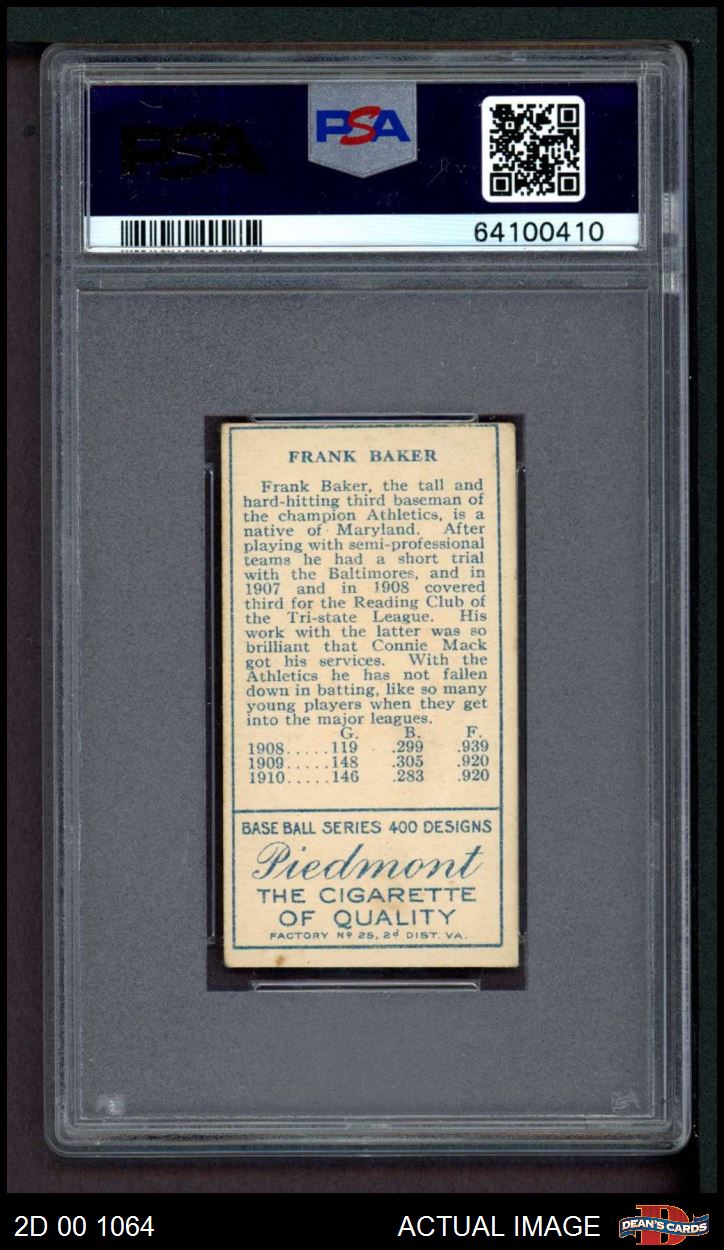 PSA
PSA
64100410
FRANK BAKER
Frank Baker, the tall and
hard-hitting third baseman of
the champion Athletics, is a
native of Maryland. After
playing with semi-professional
teams he had a short trial
with the Baltimores, and in
1907 and in 1908 covered
third for the Reading Club of
the Tri-state League. His
work with the latter was so
brilliant that Connie Mack
got his services. With the
Athletics he has not fallen
down in batting, like so many
young players when they get
into the major leagues.
G. B. F.
1908.....119 .299 .939
1909.....148 .305 .920
1910.....146 .283 .920
BASE BALL SERIES 400 DESIGNS
Piedmont
THE CIGARETTE
OF QUALITY
FACTORY Nº 25, 2d DIST. VA.
2D 00 1064
ACTUAL IMAGE
D
DEAN'S CARDS